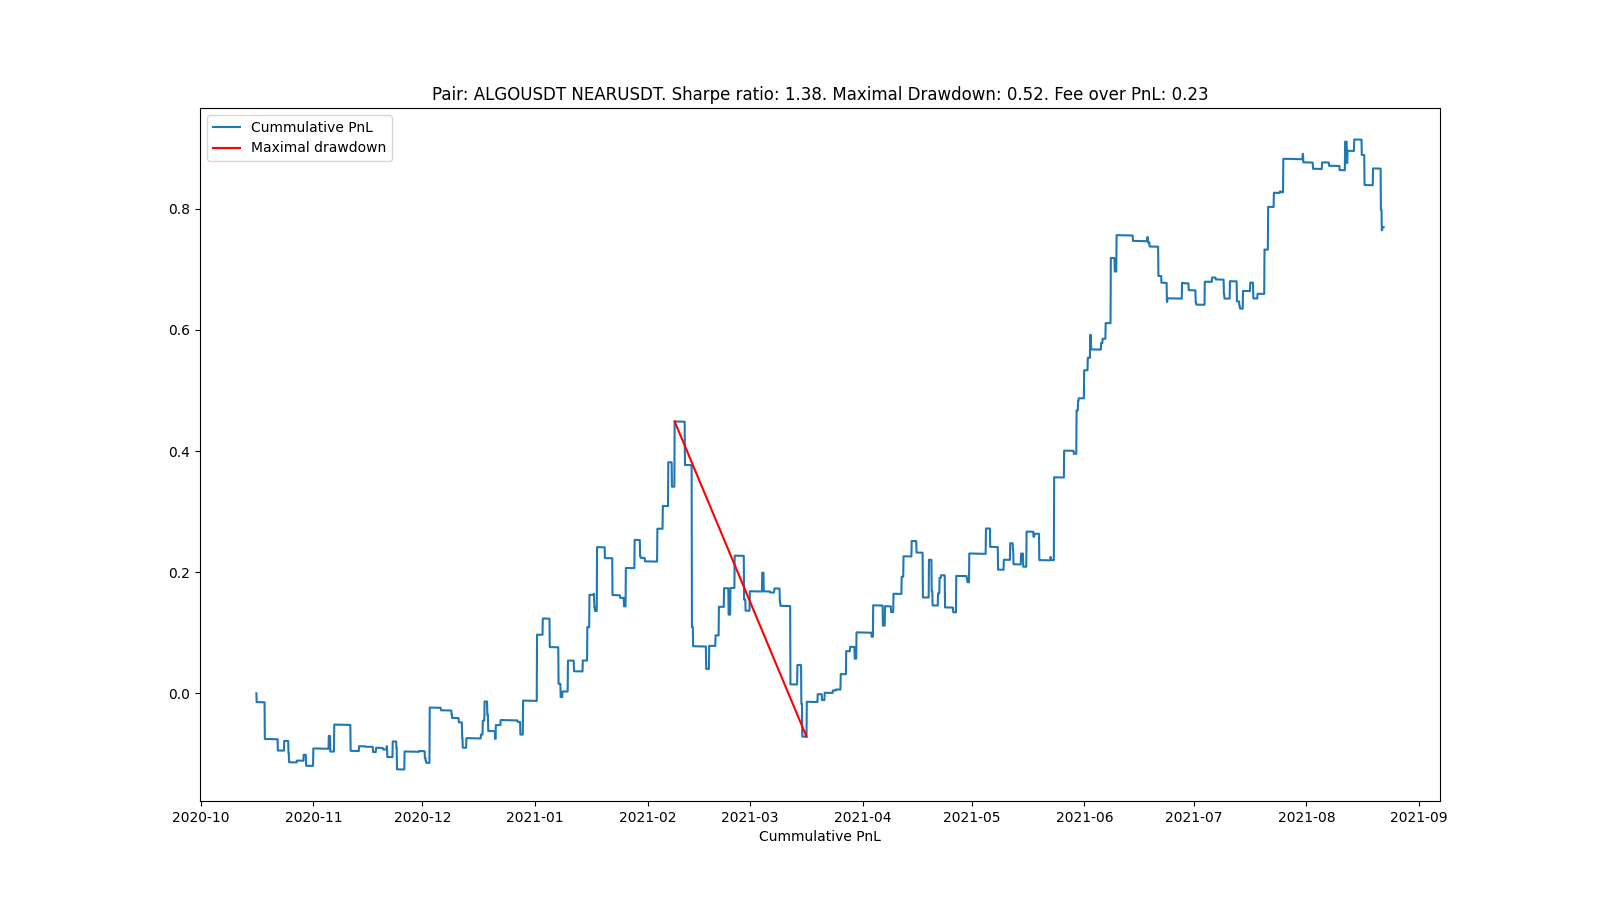 Pair: ALGOUSDT NEARUSDT. Sharpe ratio: 1.38. Maximal Drawdown: 0.52. Fee over PnL: 0.23
Cummulative PnL
Maximal drawdown
0.8
0.6
0.4
0.2
0.0
2020-10 2020-11 2020-12 2021-01 2021-02 2021-03 2021-04 2021-05 2021-06 2021-07 2021-08 2021-09
Cummulative PnL